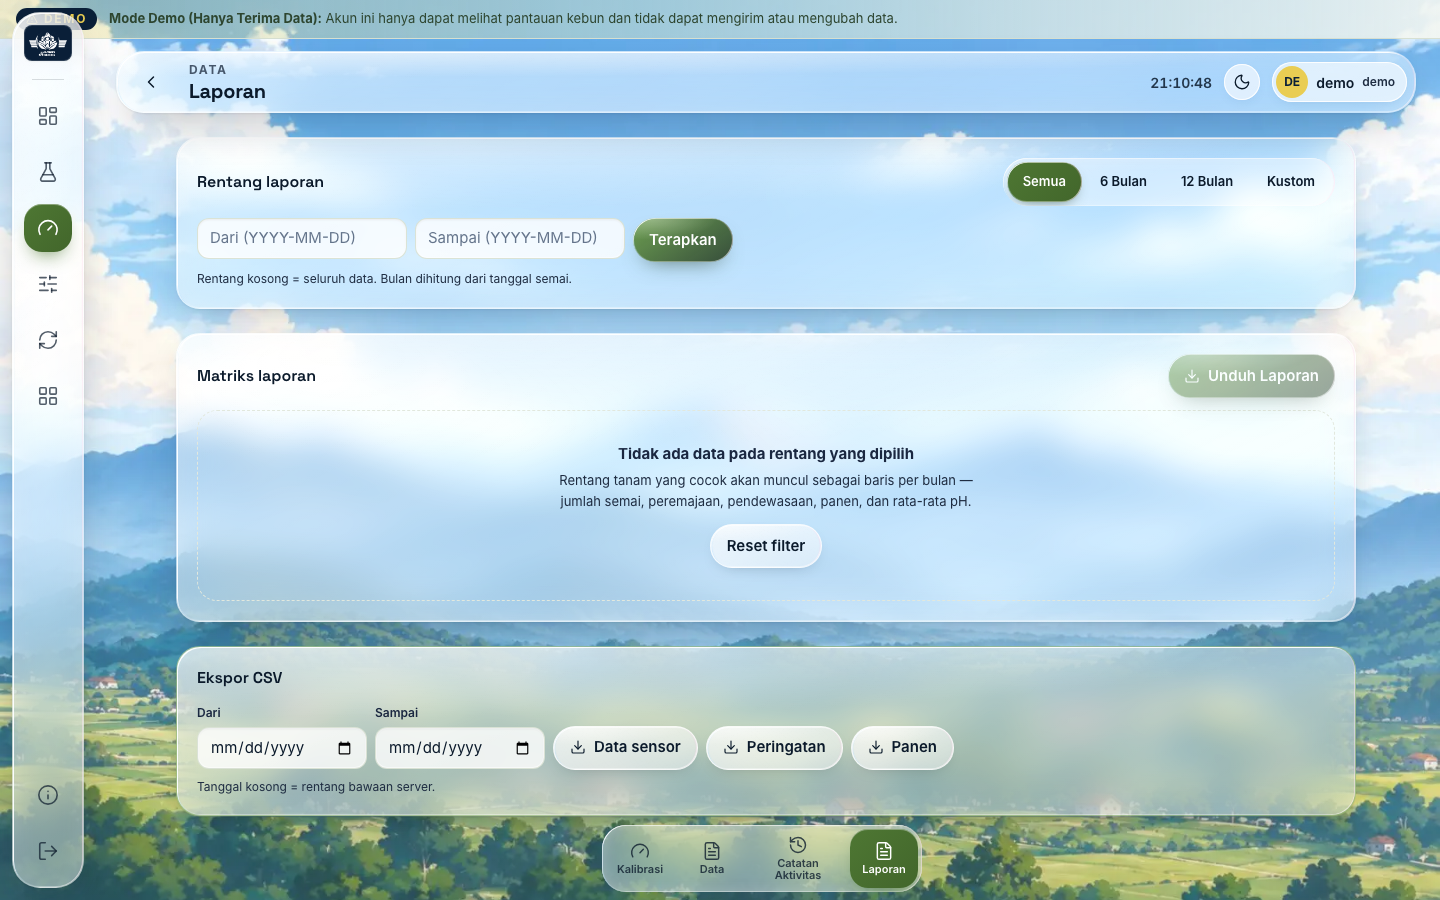 DEMO
Mode Demo (Hanya Terima Data): Akun ini hanya dapat melihat pantauan kebun dan tidak dapat mengirim atau mengubah data.
DATA
Laporan
21:10:48
DE
demo
demo
Rentang laporan
Semua
6 Bulan
12 Bulan
Kustom
Dari (YYYY-MM-DD)
Sampai (YYYY-MM-DD)
Terapkan
Rentang kosong = seluruh data. Bulan dihitung dari tanggal semai.
Matriks laporan
Unduh Laporan
Tidak ada data pada rentang yang dipilih
Rentang tanam yang cocok akan muncul sebagai baris per bulan —
jumlah semai, peremajaan, pendewasaan, panen, dan rata-rata pH.
Reset filter
Ekspor CSV
Dari
Sampai
mm/dd/yyyy
mm/dd/yyyy
Data sensor
Peringatan
Panen
Tanggal kosong = rentang bawaan server.
Kalibrasi
Data
Catatan
Aktivitas
Laporan